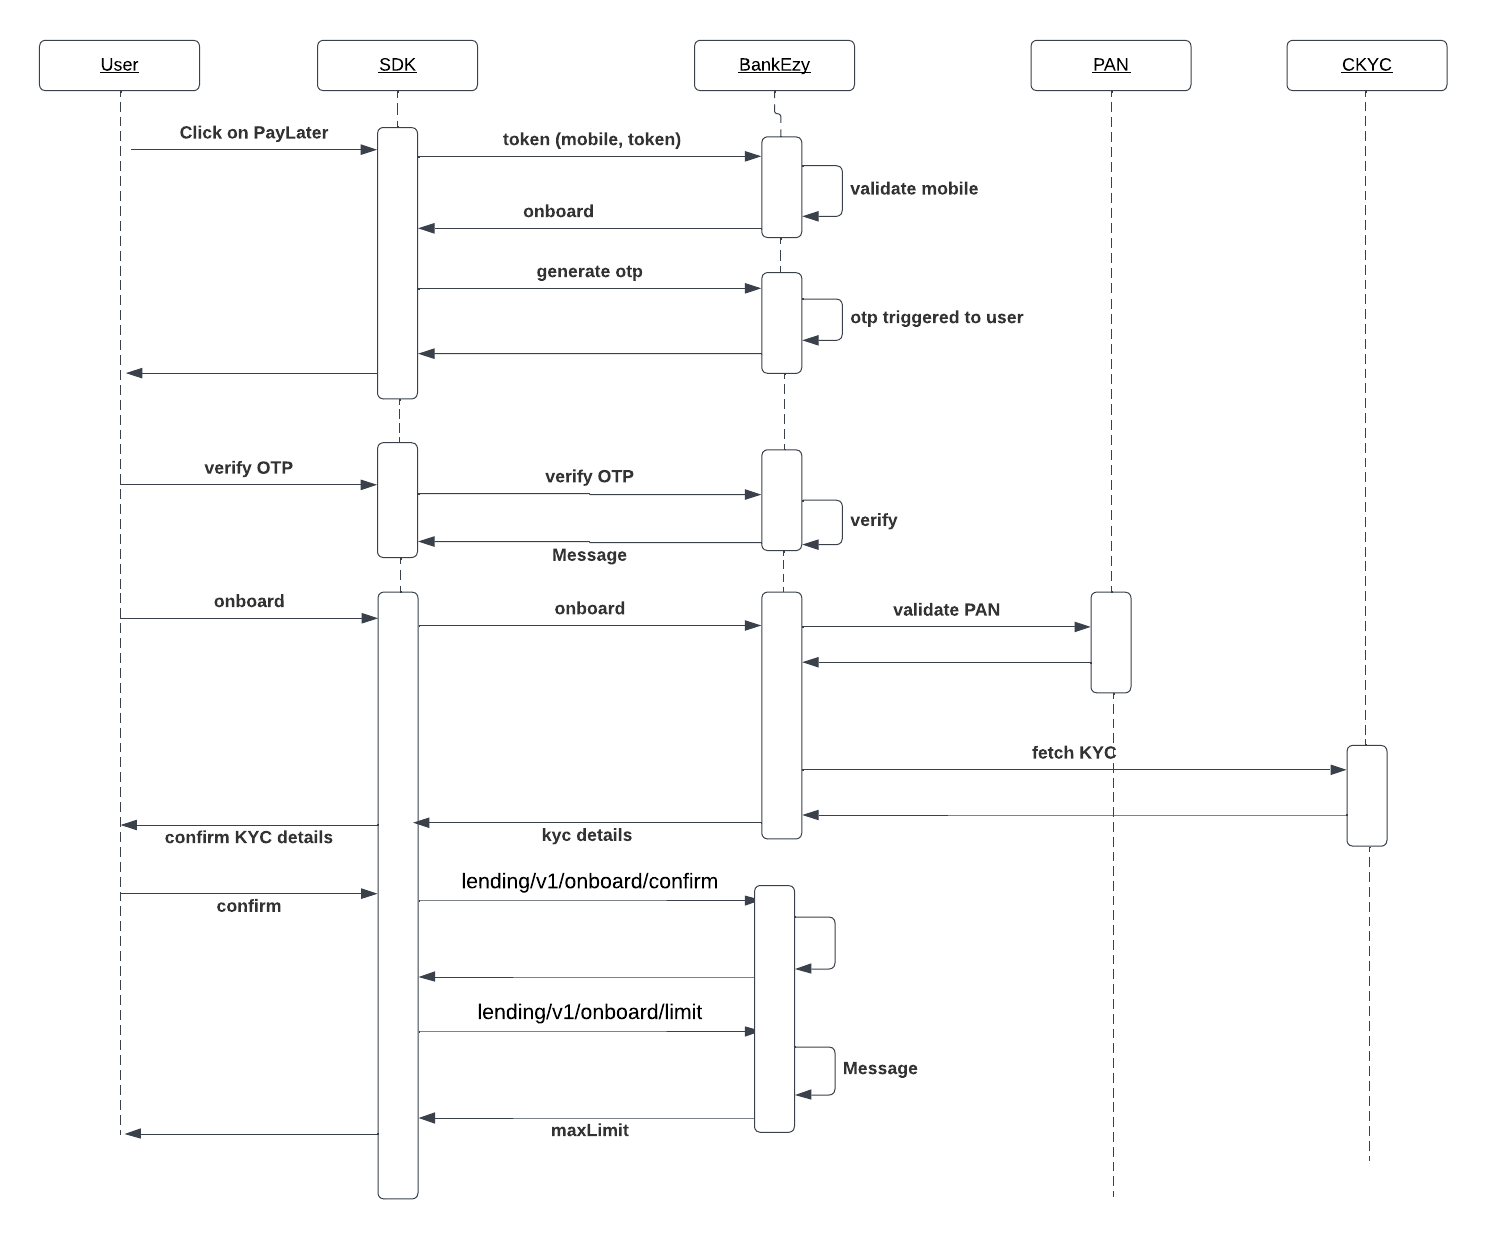 User
SDK
BankEzy
PAN
CKYC
Click on PayLater
token (mobile, token)
validate mobile
onboard
generate otp
otp triggered to user
verify OTP
verify OTP
verify
Message
onboard
onboard
validate PAN
fetch KYC
confirm KYC details
kyc details
lending/v1/onboard/confirm
confirm
lending/v1/onboard/limit
Message
maxLimit